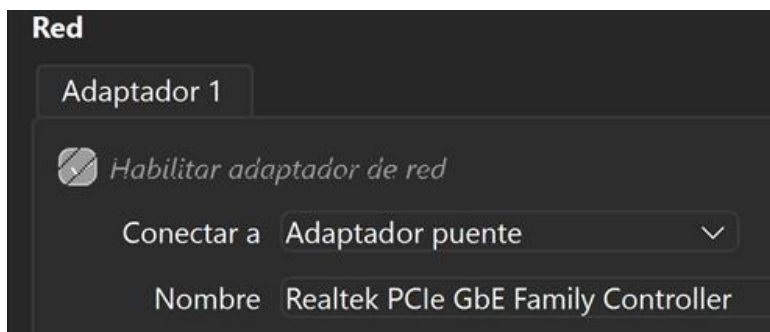 Red
Adaptador 1
Habilitar adaptador de red
Conectar a Adaptador puente
Nombre Realtek PCIe GbE Family Controller